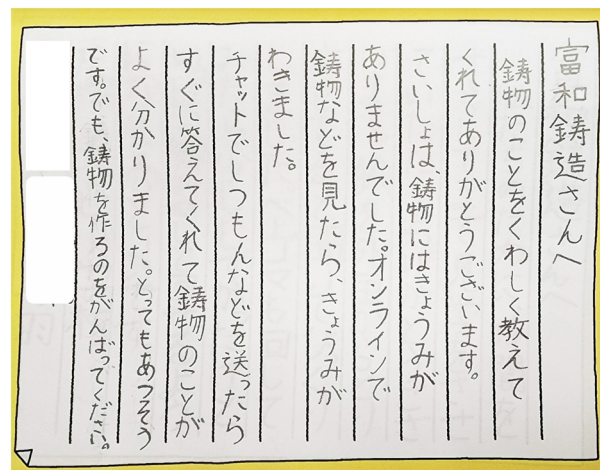 富和鋳造さんへ
鋳物のことをくわしく教えて
くれてありがとうございます。
さいしょは、鋳物にはきょうみが
ありませんでした。オンラインで
鋳物などを見たら、きょうみが
わきました。
チャットでしつもんなどを送ったら
すぐに答えてくれて鋳物のことが
よく分かりました。とってもあつそう
です。でも、鋳物を作るのをがんばってください。